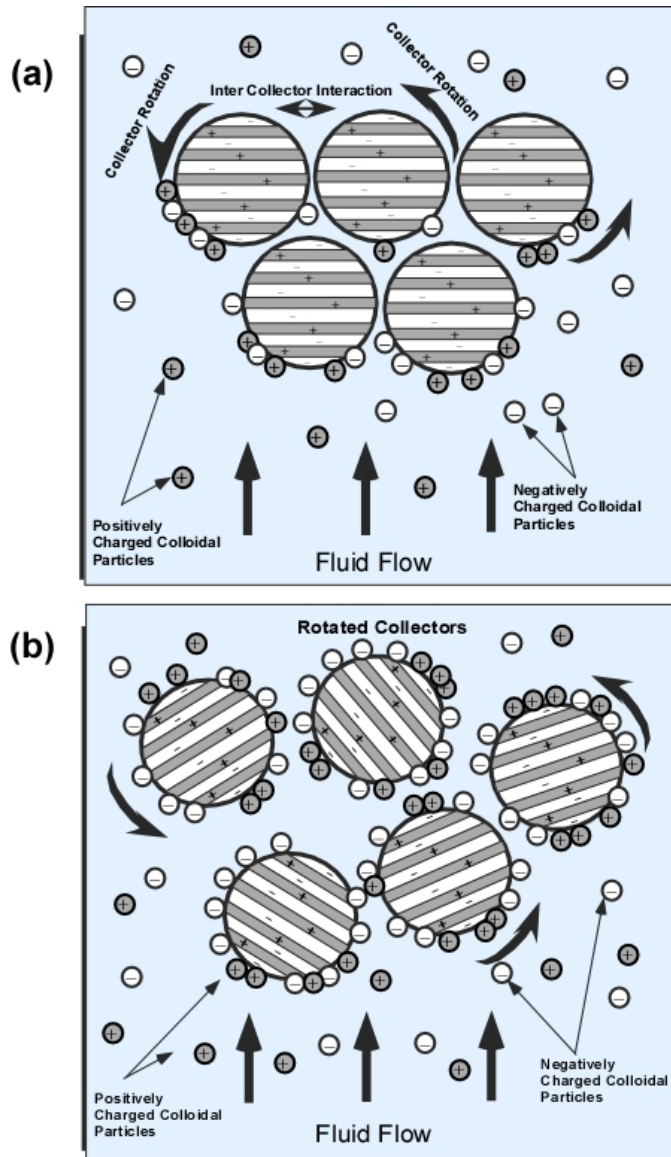 (a)
Collector Rotation
Inter Collector Interaction
Collector Rotation
Positively
Charged Colloidal
Particles
Negatively
Charged Colloidal
Particles
Fluid Flow
(b)
Rotated Collectors
Positively
Charged Colloidal
Particles
Negatively
Charged Colloidal
Particles
Fluid Flow